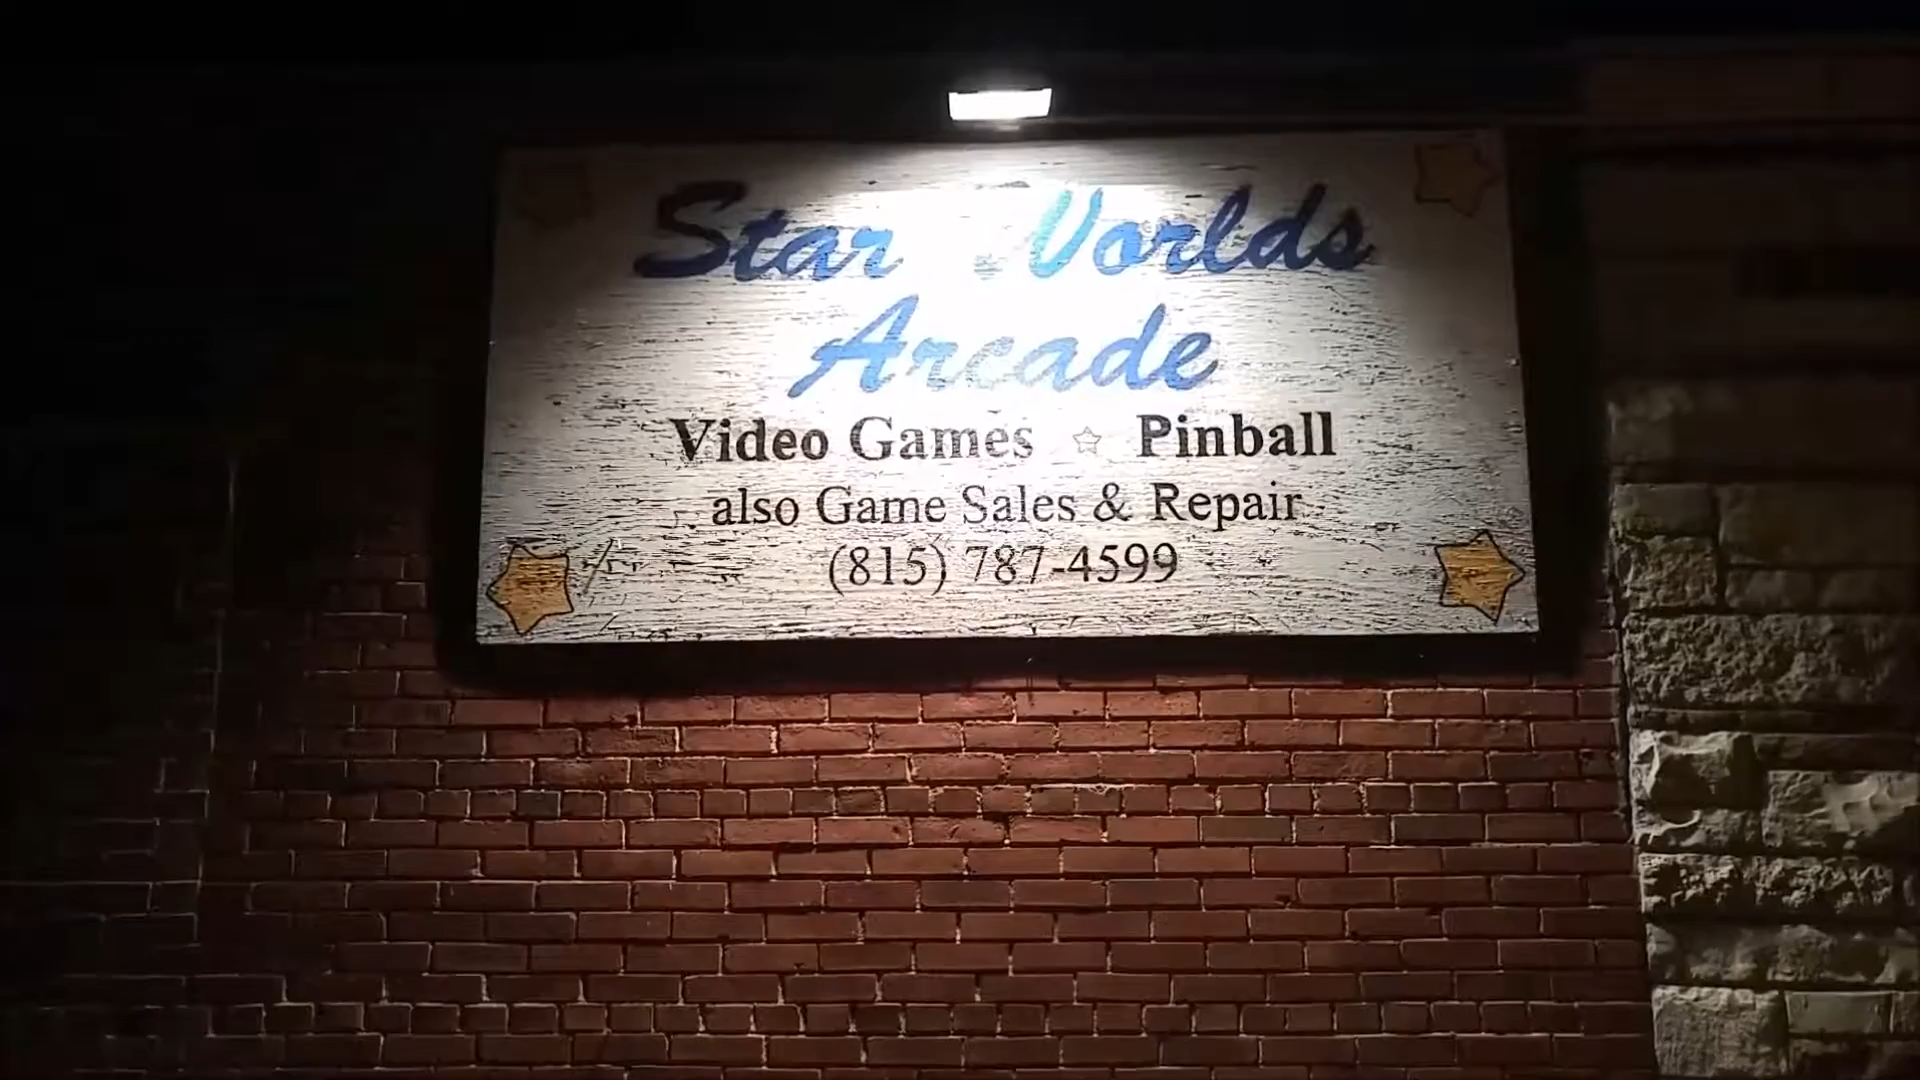 Star Worlds
Arcade
Video Games ☆ Pinball
also Game Sales & Repair
(815) 787-4599